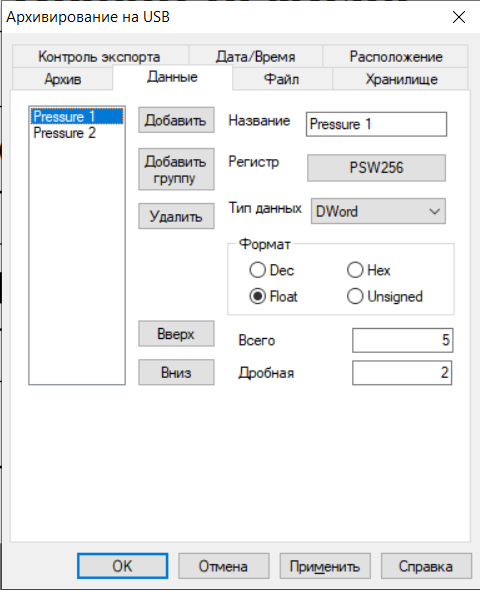 Архивирование на USB
Контроль экспорта
Дата/Время
Расположение
Архив
Данные
Файл
Хранилище
Pressure 1
Pressure 2
Добавить
Добавить
группу
Удалить
Вверх
Вниз
Название
Pressure 1
Регистр
PSW256
Тип данных
DWord
Формат
Dec
Hex
Float
Unsigned
Всего
5
Дробная
2
OK
Отмена
Применить
Справка